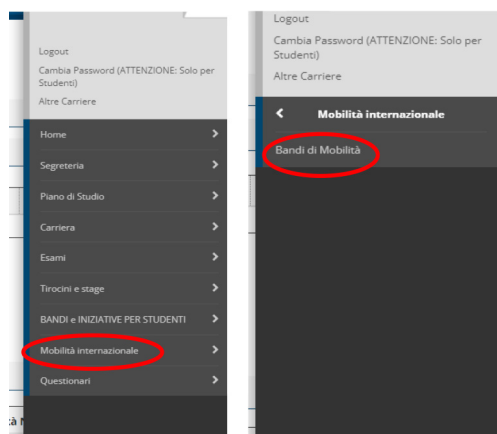 Logout
Cambia Password (ATTENZIONE: Solo per
Studenti)
Altre Carriere
Home
Segreteria
Piano di Studio
Carriera
Esami
Tirocini e stage
BANDI e INIZIATIVE PER STUDENTI
Mobilità internazionale
Questionari
Logout
Cambia Password (ATTENZIONE: Solo per
Studenti)
Altre Carriere
Mobilità internazionale
Bandi di Mobilità